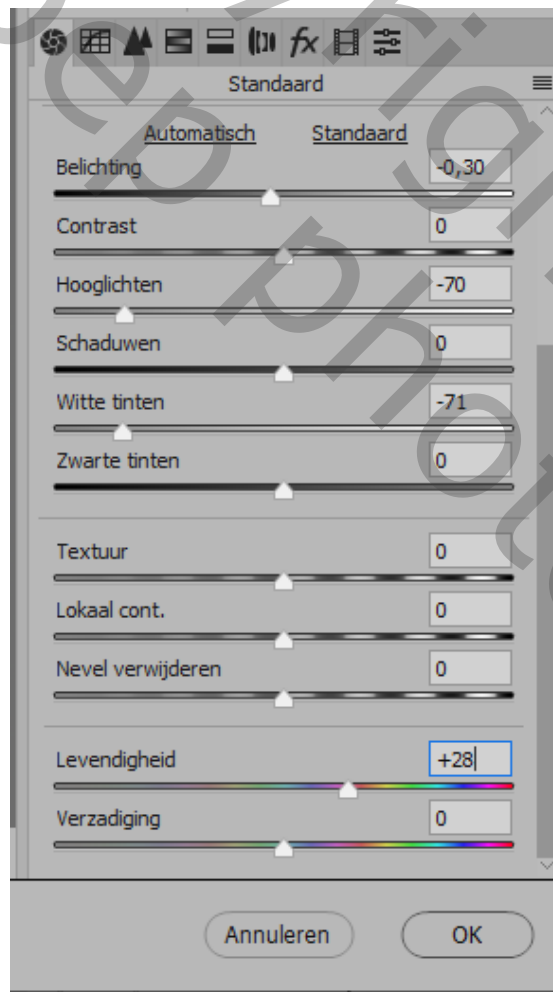 fx
Standaard
Automatisch Standaard
Belichting -0,30
Contrast 0
Hooglichten -70
Schaduwen 0
Witte tinten -71
Zwarte tinten 0
Textuur 0
Lokaal cont. 0
Nevel verwijderen 0
Levendigheid +28
Verzadiging 0
Annuleren OK